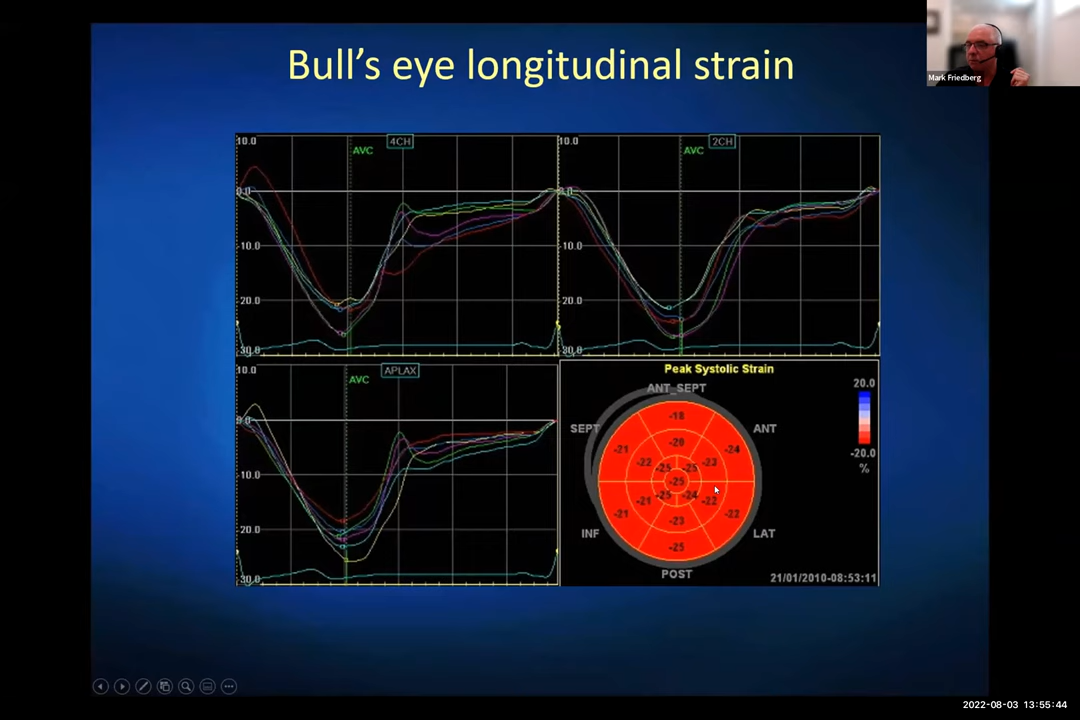 Bull's eye longitudinal strain
Mark Friedberg
10.0
4CH
AVC
0.0
-10.0
-20.0
-30.0
10.0
2CH
AVC
0.0
-10.0
-20.0
-30.0
10.0
APLAX
AVC
0.0
-10.0
-20.0
-30.0
Peak Systolic Strain
ANT_SEPT
20.0
-20.0
%
SEPT
ANT
-18
-21
-20
-24
-22
-23
-25
-25
-25
-25
-24
-21
-22
-21
-23
-22
-25
INF
LAT
POST
21/01/2010-08:53:11
2022-08-03 13:55:44